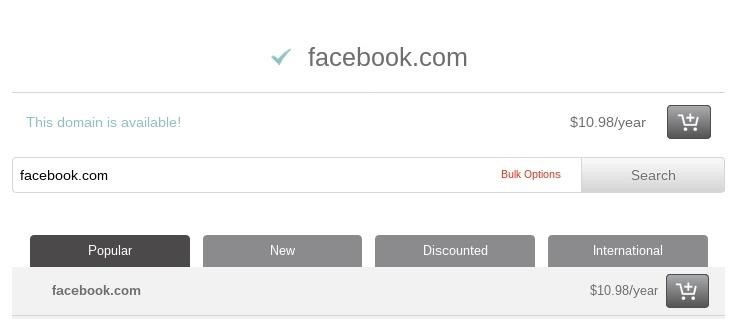 facebook.com
This domain is available!
$10.98/year
facebook.com
Bulk Options
Search
Popular
New
Discounted
International
facebook.com
$10.98/year